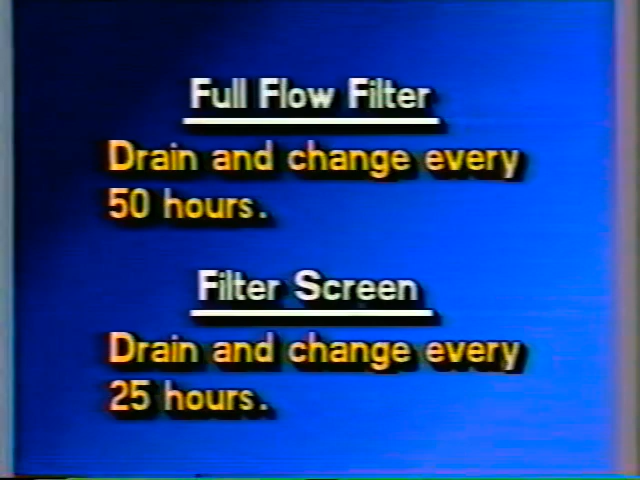 Full Flow Filter
Drain and change every
50 hours.
Filter Screen
Drain and change every
25 hours.